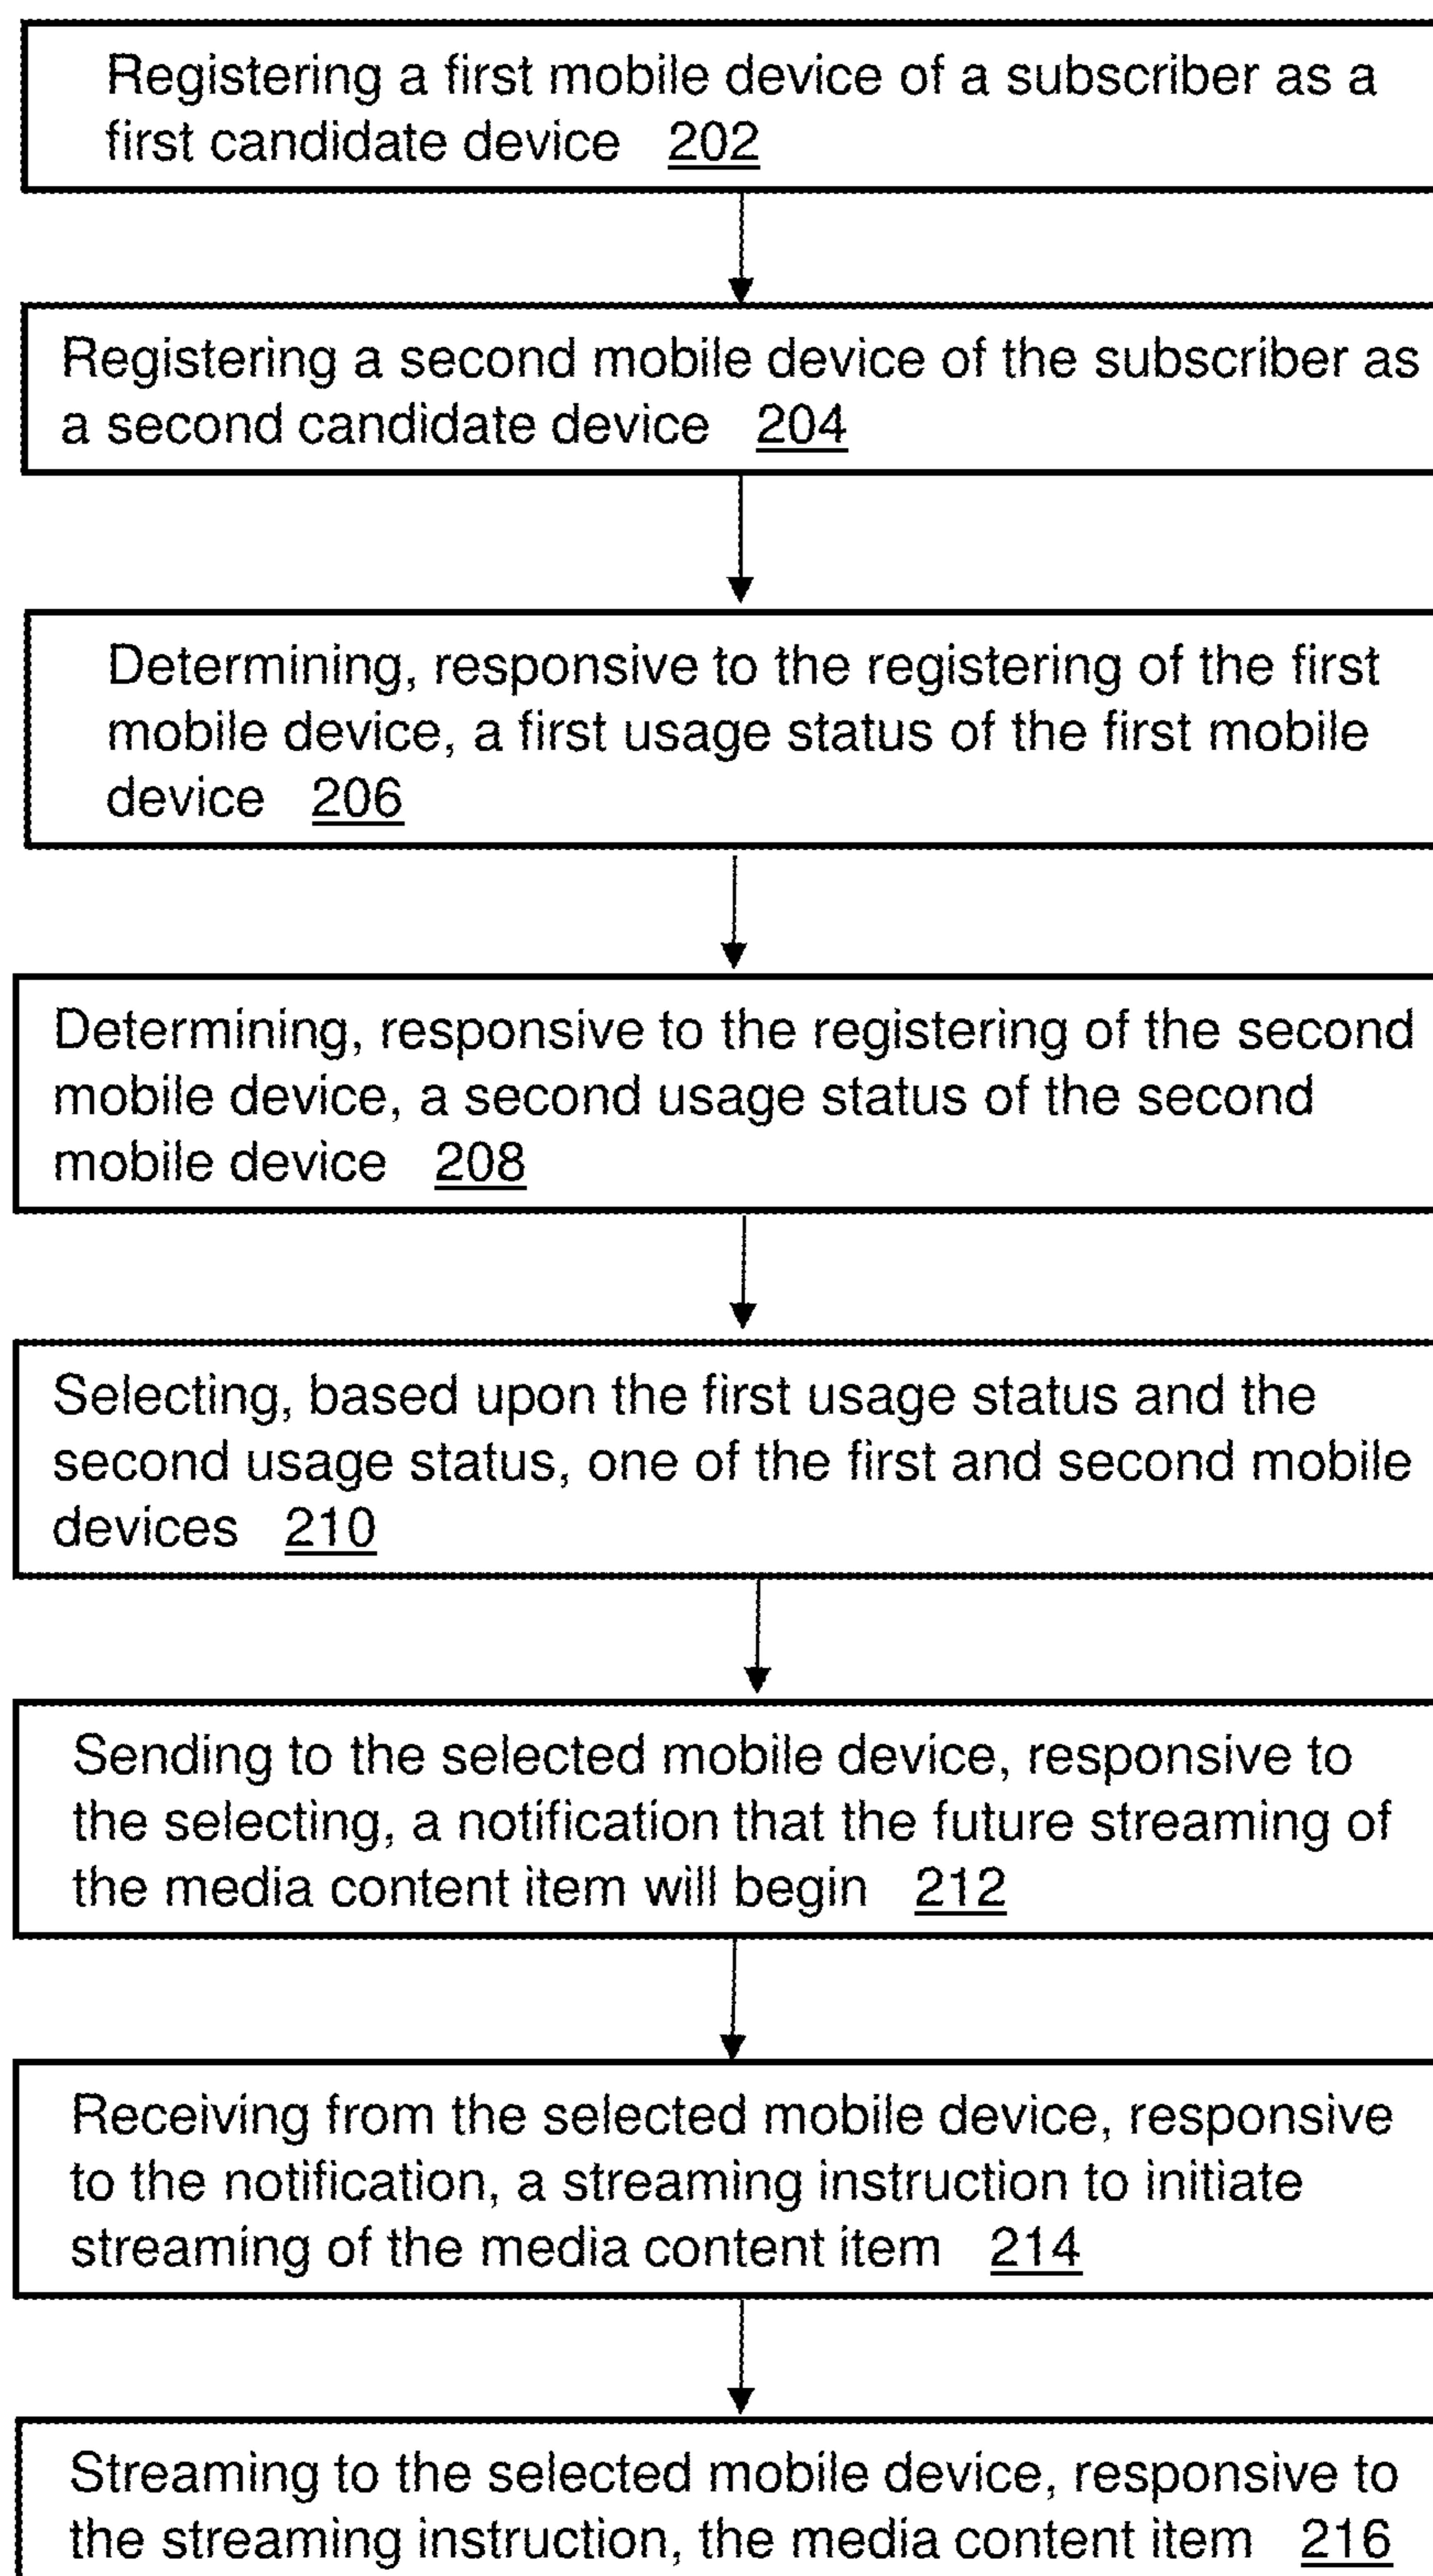 Registering a first mobile device of a subscriber as a
first candidate device 202
Registering a second mobile device of the subscriber as
a second candidate device 204
Determining, responsive to the registering of the first
mobile device, a first usage status of the first mobile
device 206
Determining, responsive to the registering of the second
mobile device, a second usage status of the second
mobile device 208
Selecting, based upon the first usage status and the
second usage status, one of the first and second mobile
devices 210
Sending to the selected mobile device, responsive to
the selecting, a notification that the future streaming of
the media content item will begin 212
Receiving from the selected mobile device, responsive
to the notification, a streaming instruction to initiate
streaming of the media content item 214
Streaming to the selected mobile device, responsive to
the streaming instruction, the media content item 216